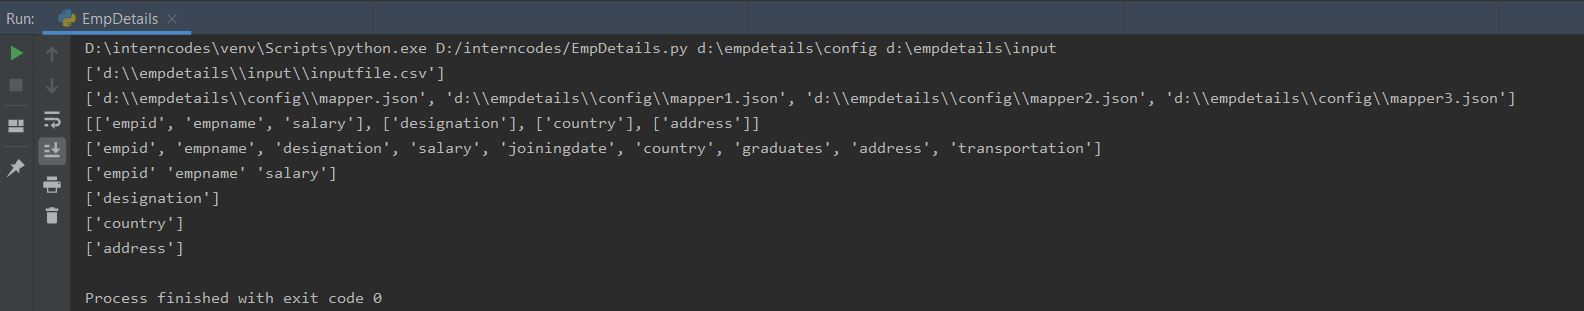 Run: EmpDetails
D:\interncodes\venv\Scripts\python.exe D:/interncodes/EmpDetails.py d:\empdetails\config d:\empdetails\input
['d:\\empdetails\\input\\inputfile.csv']
['d:\\empdetails\\config\\mapper.json', 'd:\\empdetails\\config\\mapper1.json', 'd:\\empdetails\\config\\mapper2.json', 'd:\\empdetails\\config\\mapper3.json']
[['empid', 'empname', 'salary'], ['designation'], ['country'], ['address']]
['empid', 'empname', 'designation', 'salary', 'joiningdate', 'country', 'graduates', 'address', 'transportation']
['empid' 'empname' 'salary']
['designation']
['country']
['address']
Process finished with exit code 0